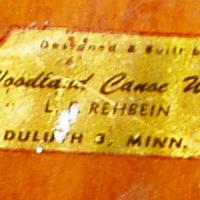 Designed & Built b
Woodland Canoe W
L. F. REHBEIN
DULUTH 3, MINN.